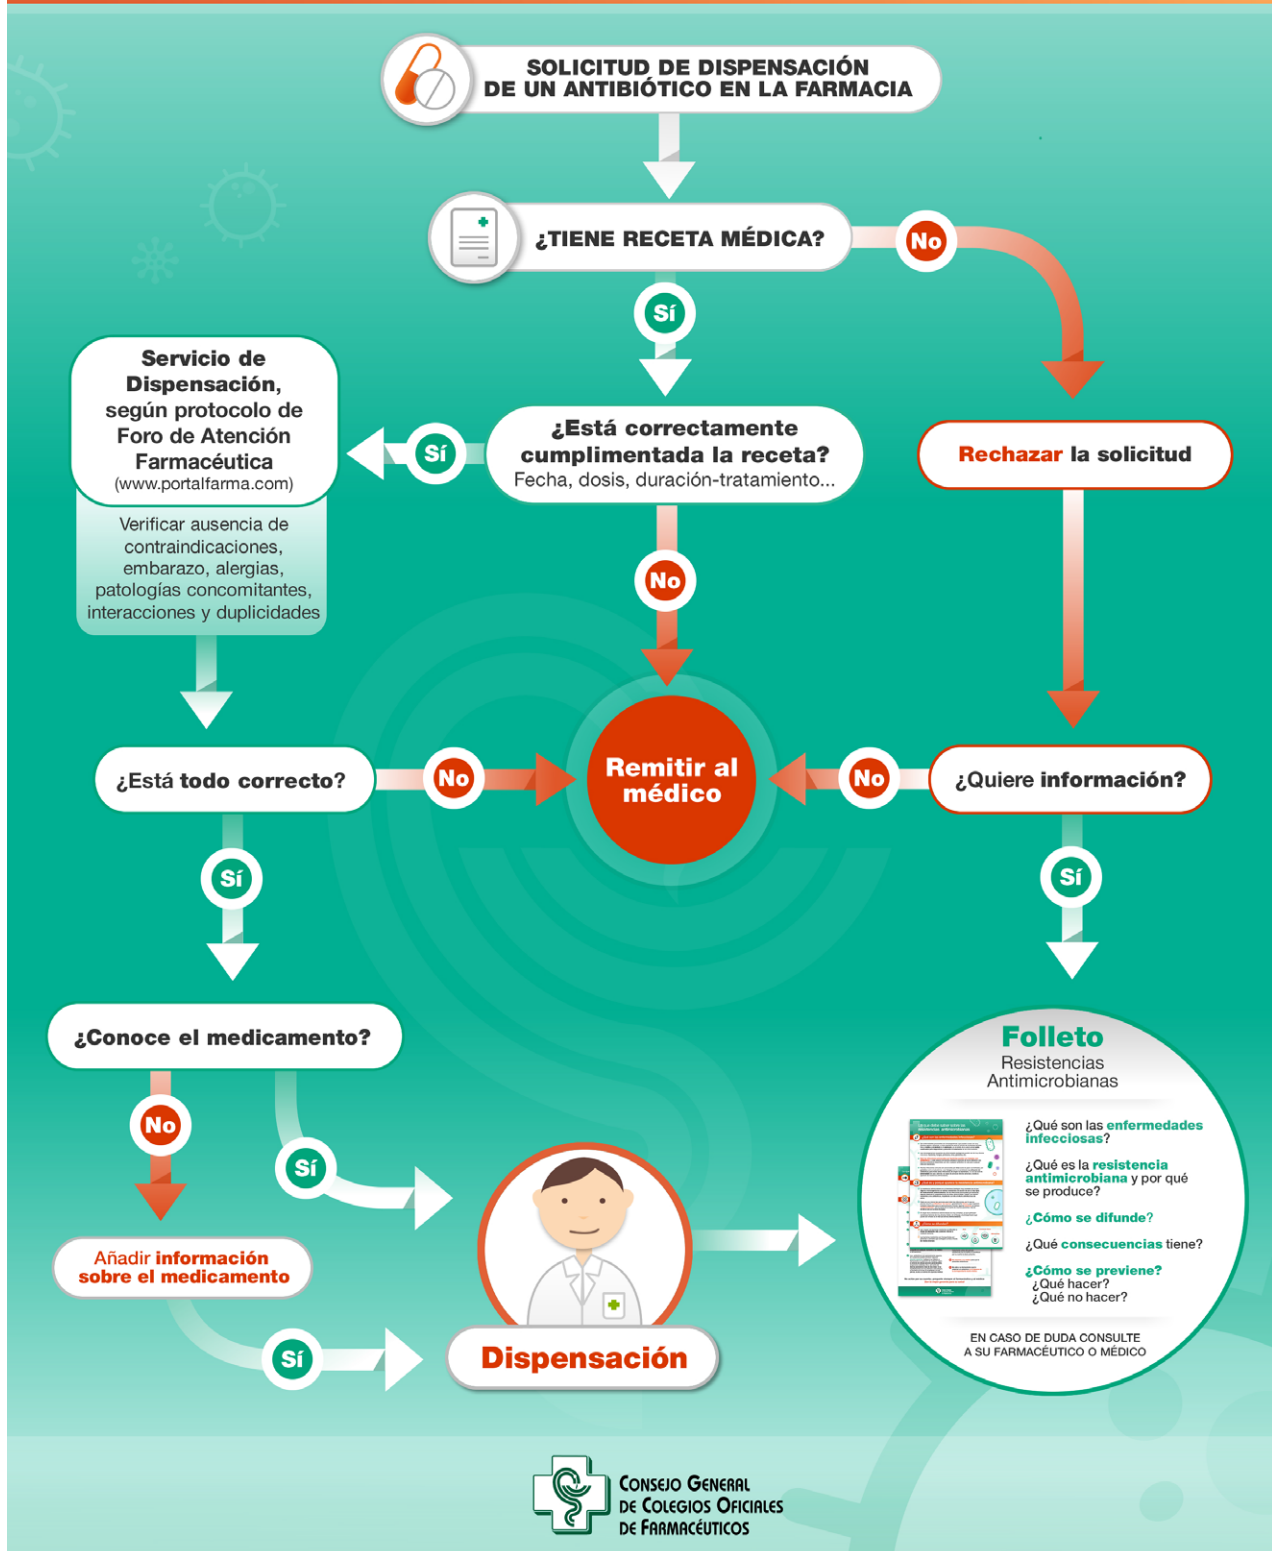 SOLICITUD DE DISPENSACIÓN
DE UN ANTIBIÓTICO EN LA FARMACIA
¿TIENE RECETA MÉDICA?
No
Sí
Servicio de
Dispensación,
según protocolo de
Foro de Atención
Farmacéutica
(www.portalfarma.com)
Verificar ausencia de
contraindicaciones,
embarazo, alergias,
patologías concomitantes,
interacciones y duplicidades
Sí
¿Está correctamente
cumplimentada la receta?
Fecha, dosis, duración-tratamiento...
Rechazar la solicitud
No
¿Está todo correcto?
No
Remitir al
médico
No
¿Quiere información?
Sí
Sí
¿Conoce el medicamento?
No
Sí
Añadir información
sobre el medicamento
Sí
Dispensación
Folleto
Resistencias
Antimicrobianas
¿Qué son las enfermedades
infecciosas?
¿Qué es la resistencia
antimicrobiana y por qué
se produce?
¿Cómo se difunde?
¿Qué consecuencias tiene?
¿Cómo se previene?
¿Qué hacer?
¿Qué no hacer?
EN CASO DE DUDA CONSULTE
A SU FARMACÉUTICO O MÉDICO
CONSEJO GENERAL
DE COLEGIOS OFICIALES
DE FARMACÉUTICOS